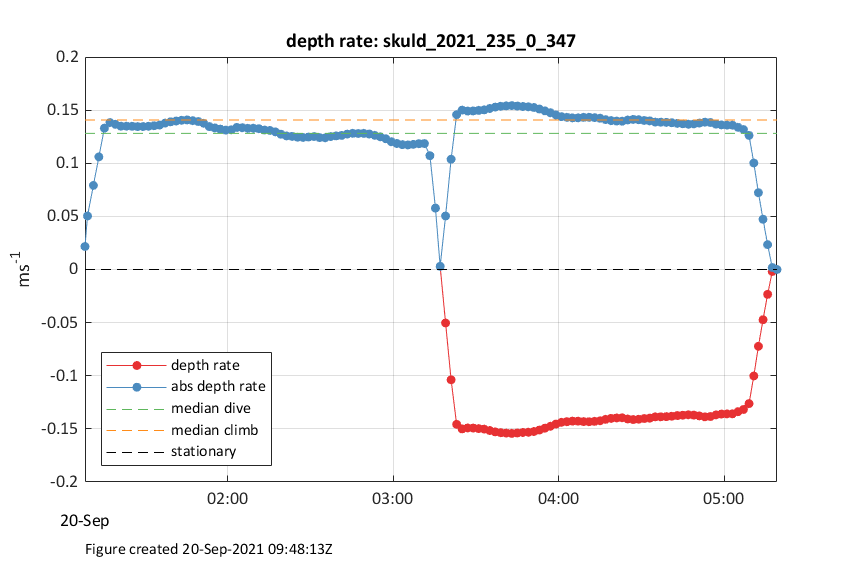 depth rate: skuld_2021_235_0_347
0.2
0.15
0.1
0.05
0
-0.05
-0.1
-0.15
-0.2
ms-1
depth rate
abs depth rate
median dive
median climb
stationary
02:00 03:00 04:00 05:00
20-Sep
Figure created 20-Sep-2021 09:48:13Z